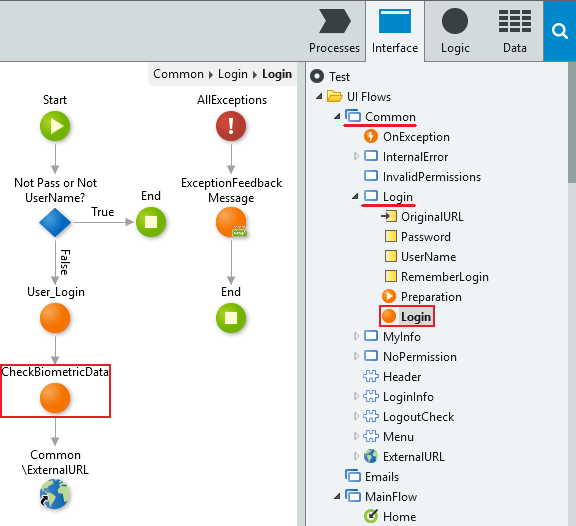 Processes
Interface
Logic
Data
Common ▸ Login ▸ Login
Start
Not Pass or Not
UserName?
True
End
False
User_Login
CheckBiometricData
Common
\ExternalURL
AllExceptions
ExceptionFeedback
Message
End
Test
UI Flows
Common
OnException
InternalError
InvalidPermissions
Login
OriginalURL
Password
UserName
RememberLogin
Preparation
Login
MyInfo
NoPermission
Header
LoginInfo
LogoutCheck
Menu
ExternalURL
Emails
MainFlow
Home